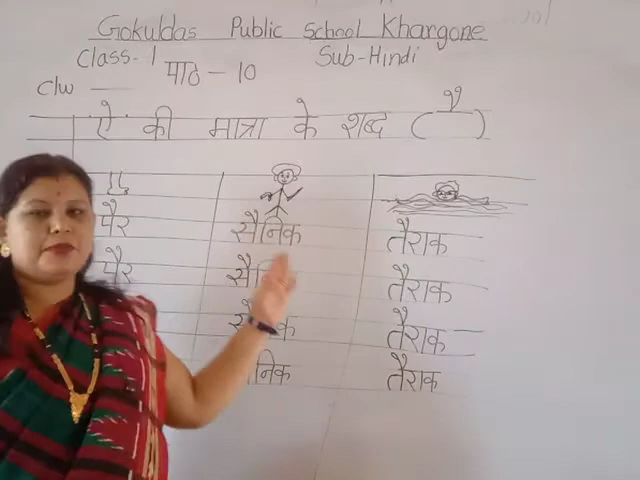 Gokuldas Public School Khargone
Class-1 पाठ - 10 Sub-Hindi
C/w
ऐ की मात्रा के शब्द ( ै )
पैर सैनिक तैराक
पैर सैनिक तैराक
तैराक
तैराक